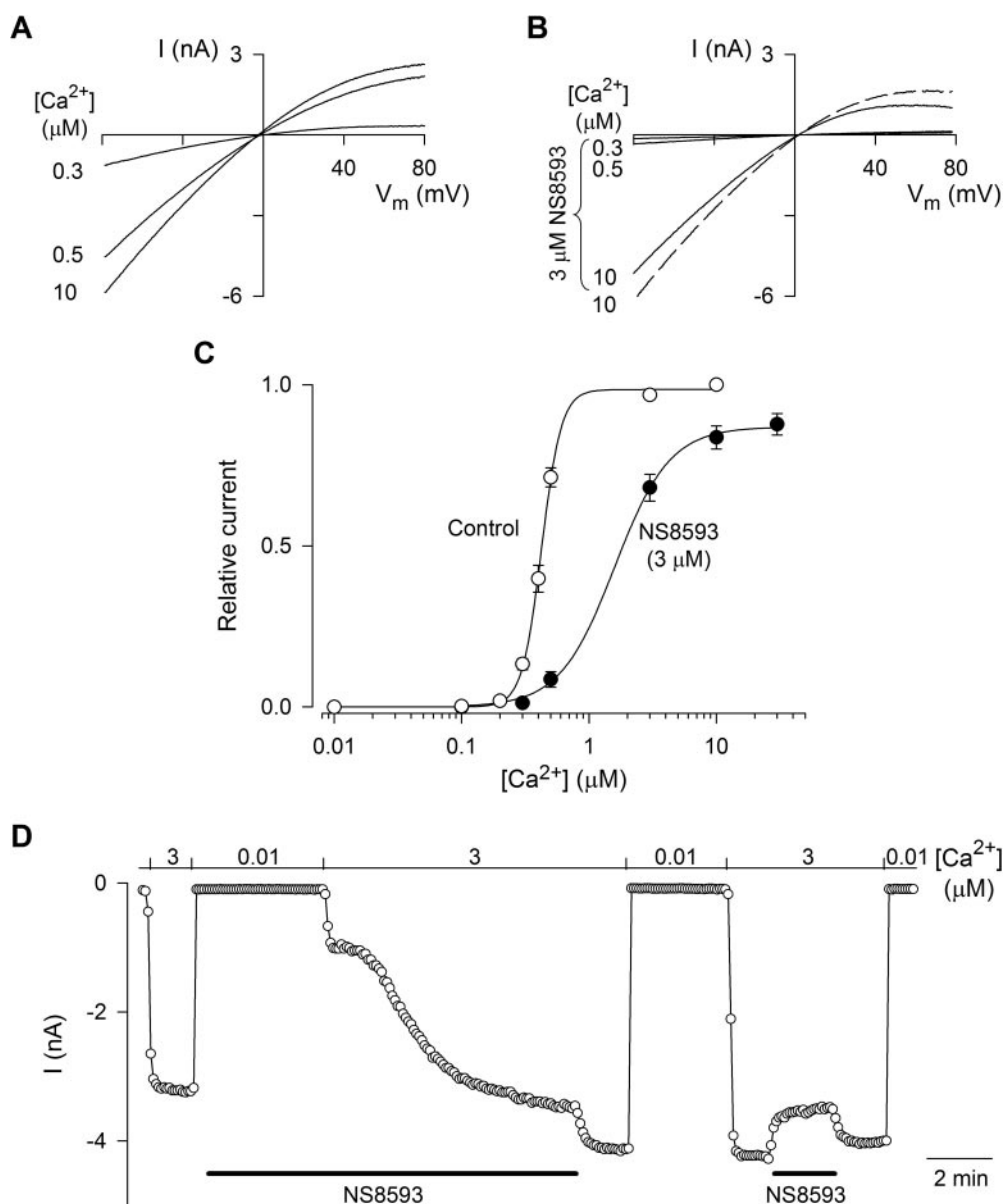 A
I (nA)
3
[Ca²⁺]
(μM)
0.3
0.5
10
40
80
Vm (mV)
-6
B
I (nA)
3
[Ca²⁺]
(μM)
0.3
0.5
10
10
3 μM NS8593
40
80
Vm (mV)
-6
C
1.0
0.5
0.0
Relative current
Control
NS8593
(3 μM)
0.01
0.1
1
10
[Ca²⁺] (μM)
D
3
0.01
3
0.01
3
0.01
[Ca²⁺]
(μM)
0
-2
-4
I (nA)
NS8593
NS8593
2 min